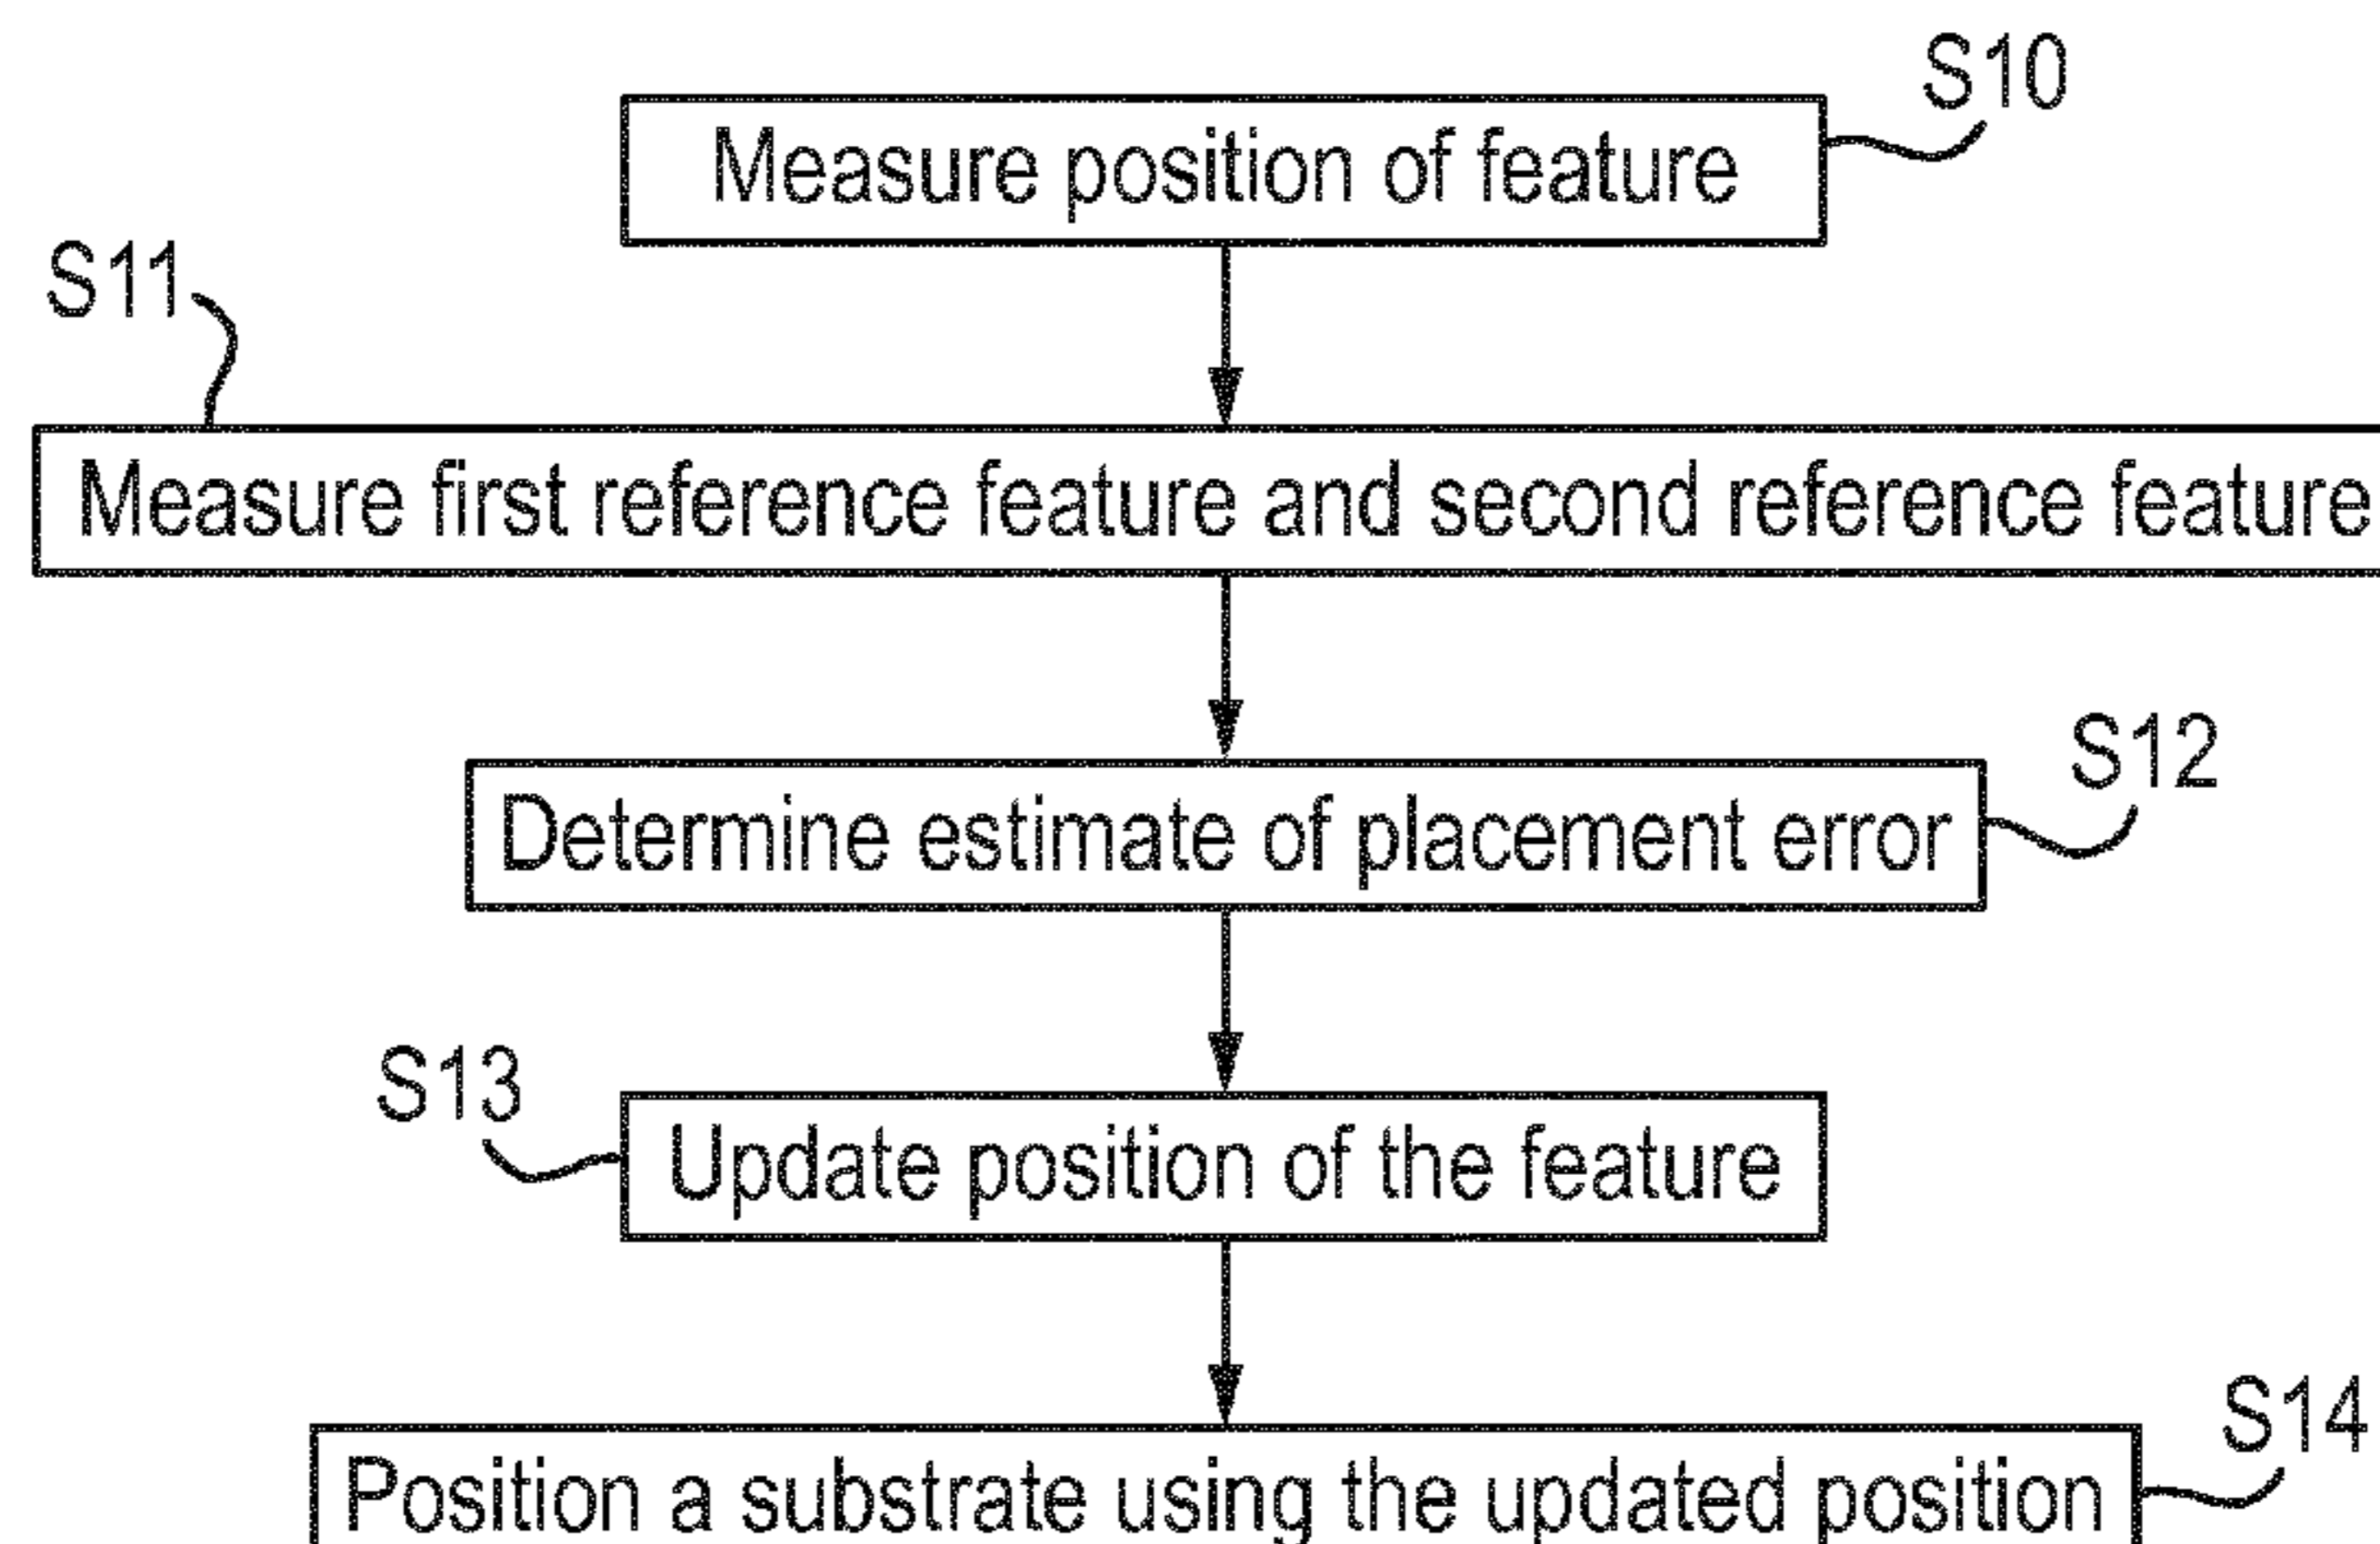 S10
Measure position of feature
S11
Measure first reference feature and second reference feature
S12
Determine estimate of placement error
S13
Update position of the feature
S14
Position a substrate using the updated position